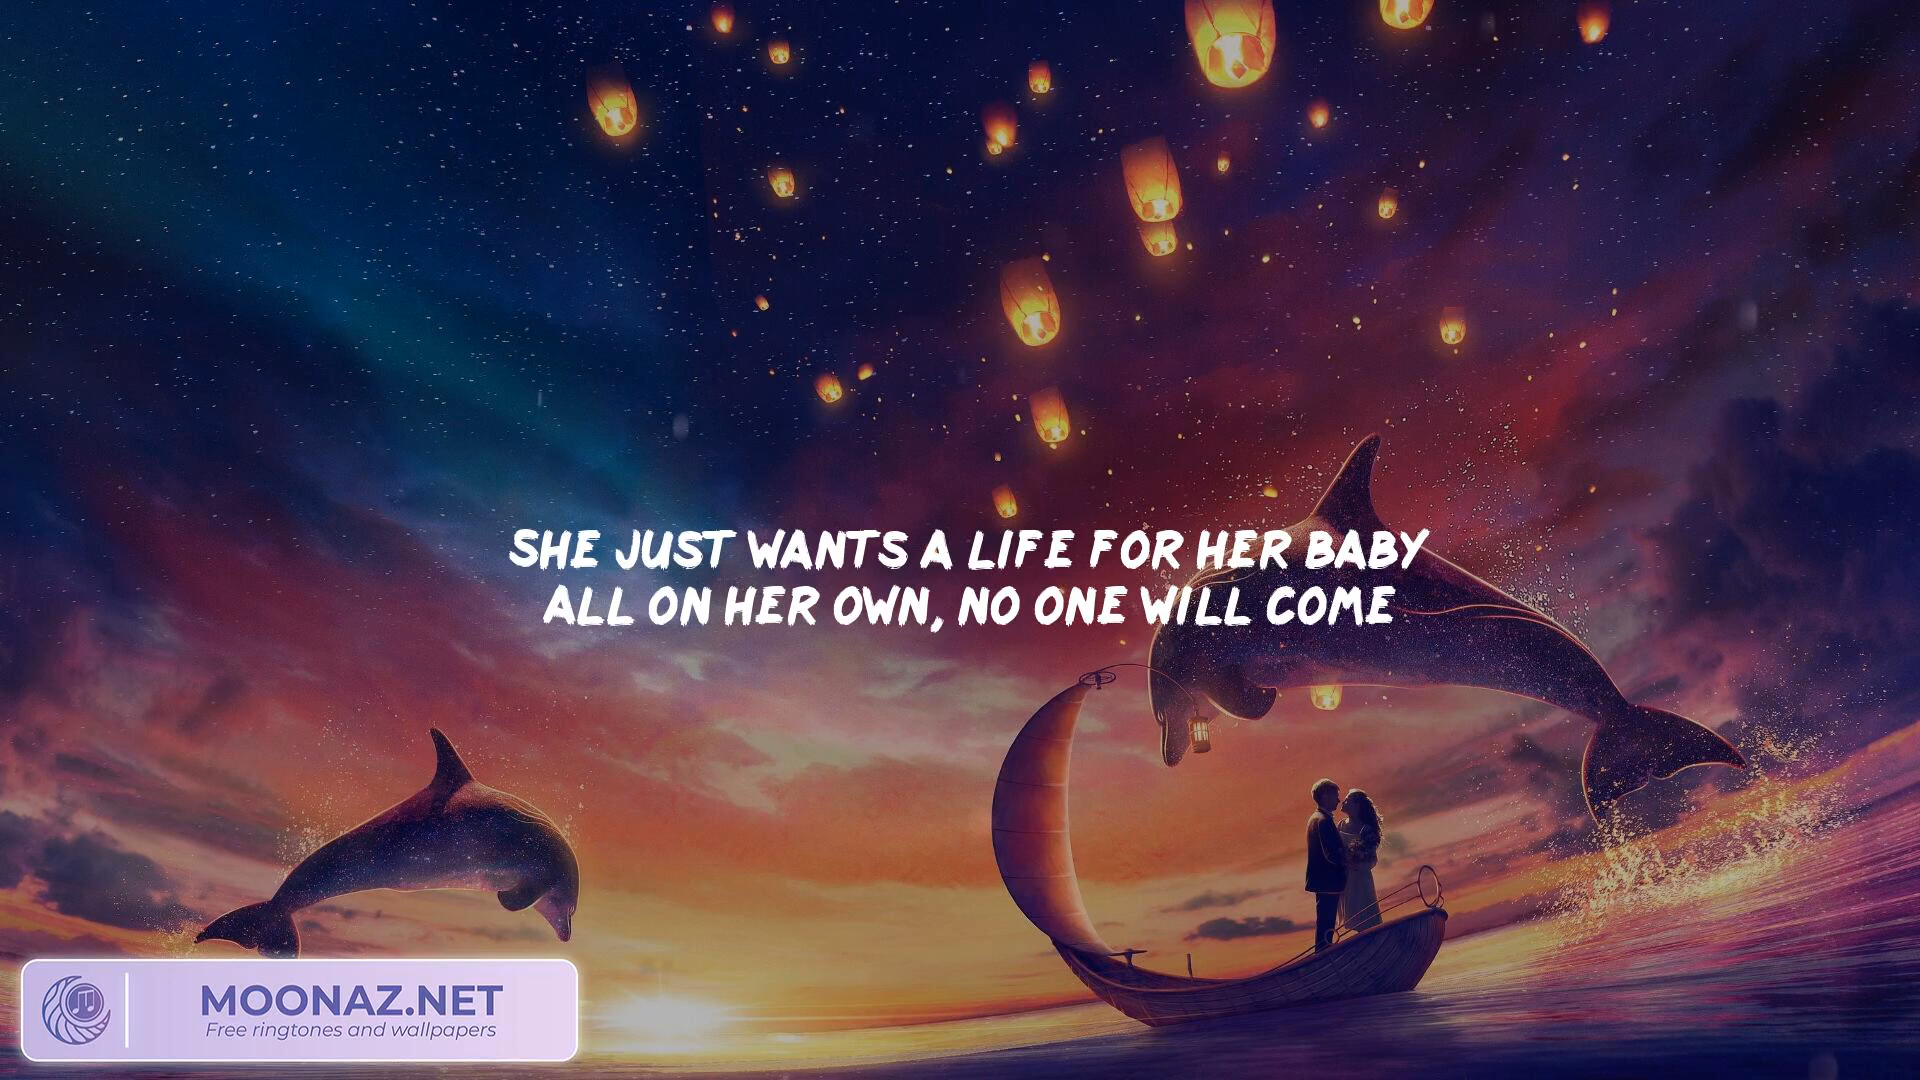 SHE JUST WANTS A LIFE FOR HER BABY
ALL ON HER OWN, NO ONE WILL COME
MOONAZ.NET
Free ringtones and wallpapers